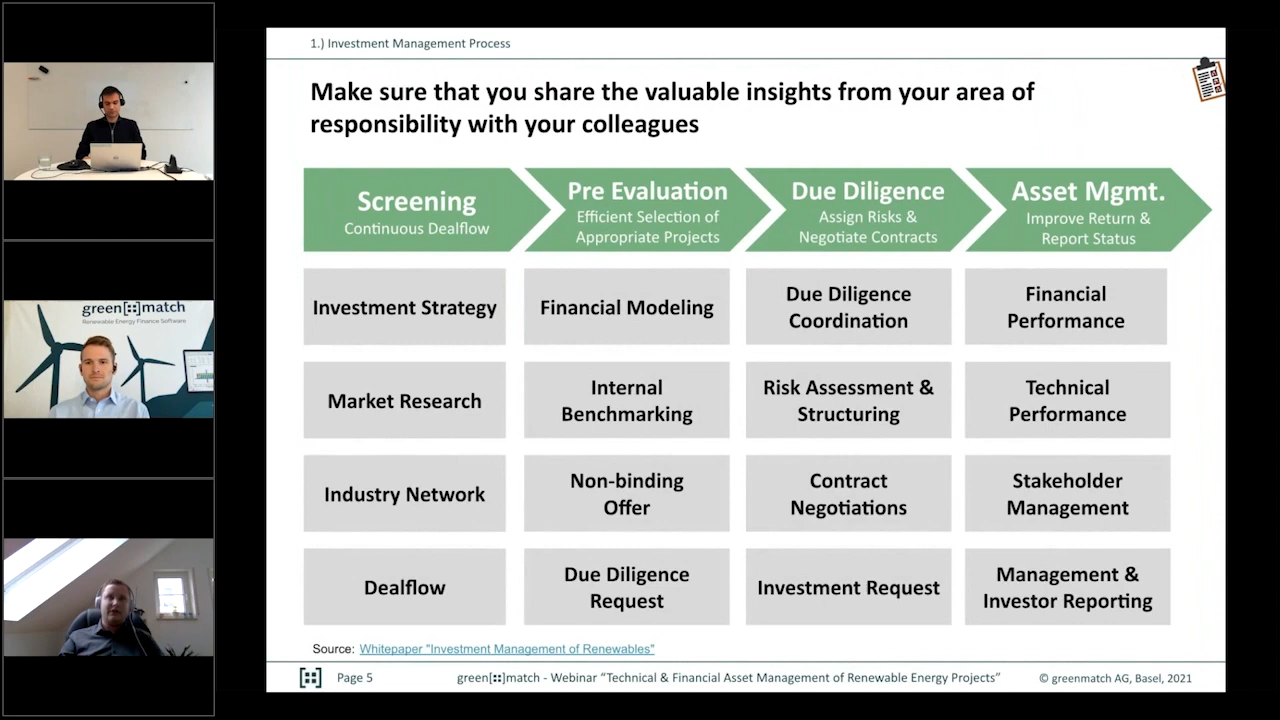 green[::]match
Renewable Energy Finance Software
1.) Investment Management Process
Make sure that you share the valuable insights from your area of
responsibility with your colleagues
Screening
Continuous Dealflow
Pre Evaluation
Efficient Selection of
Appropriate Projects
Due Diligence
Assign Risks &
Negotiate Contracts
Asset Mgmt.
Improve Return &
Report Status
Investment Strategy
Financial Modeling
Due Diligence
Coordination
Financial
Performance
Market Research
Internal
Benchmarking
Risk Assessment &
Structuring
Technical
Performance
Industry Network
Non-binding
Offer
Contract
Negotiations
Stakeholder
Management
Dealflow
Due Diligence
Request
Investment Request
Management &
Investor Reporting
Source: Whitepaper "Investment Management of Renewables"
[::] Page 5 green[::]match - Webinar “Technical & Financial Asset Management of Renewable Energy Projects” © greenmatch AG, Basel, 2021